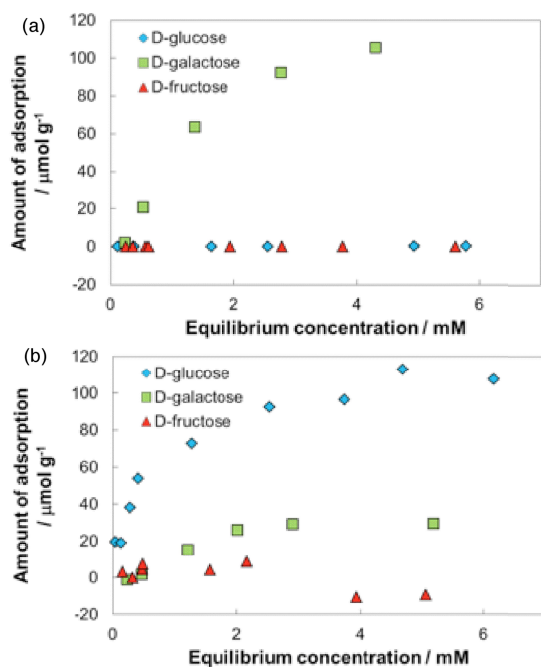 (a)
120
100
80
60
40
20
0
-20
D-glucose
D-galactose
D-fructose
Amount of adsorption
/ μmol g⁻¹
0 2 4 6
Equilibrium concentration / mM
(b)
120
100
80
60
40
20
0
-20
D-glucose
D-galactose
D-fructose
Amount of adsorption
/ μmol g⁻¹
0 2 4 6
Equilibrium concentration / mM